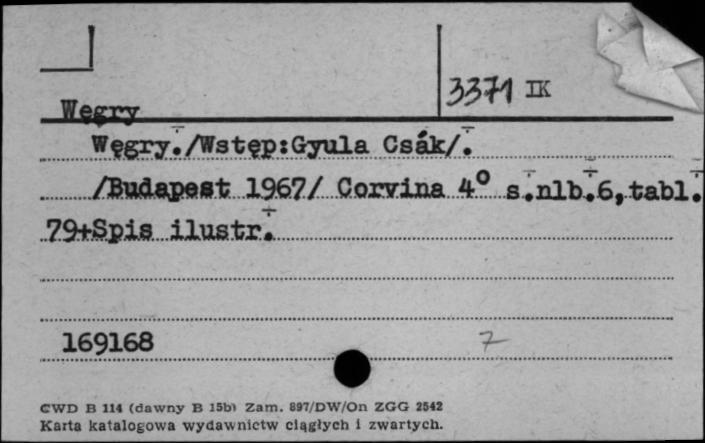 3371 IK
Węgry
Węgry./Wstęp:Gyula Csák/.
/Budapest 1967/ Corvina 4° s.nlb.6,tabl.
79+Spis ilustr.
169168
7
CWD B 114 (dawny B 15b) Zam. 897/DW/On ZGG 2542
Karta katalogowa wydawnictw ciągłych i zwartych.